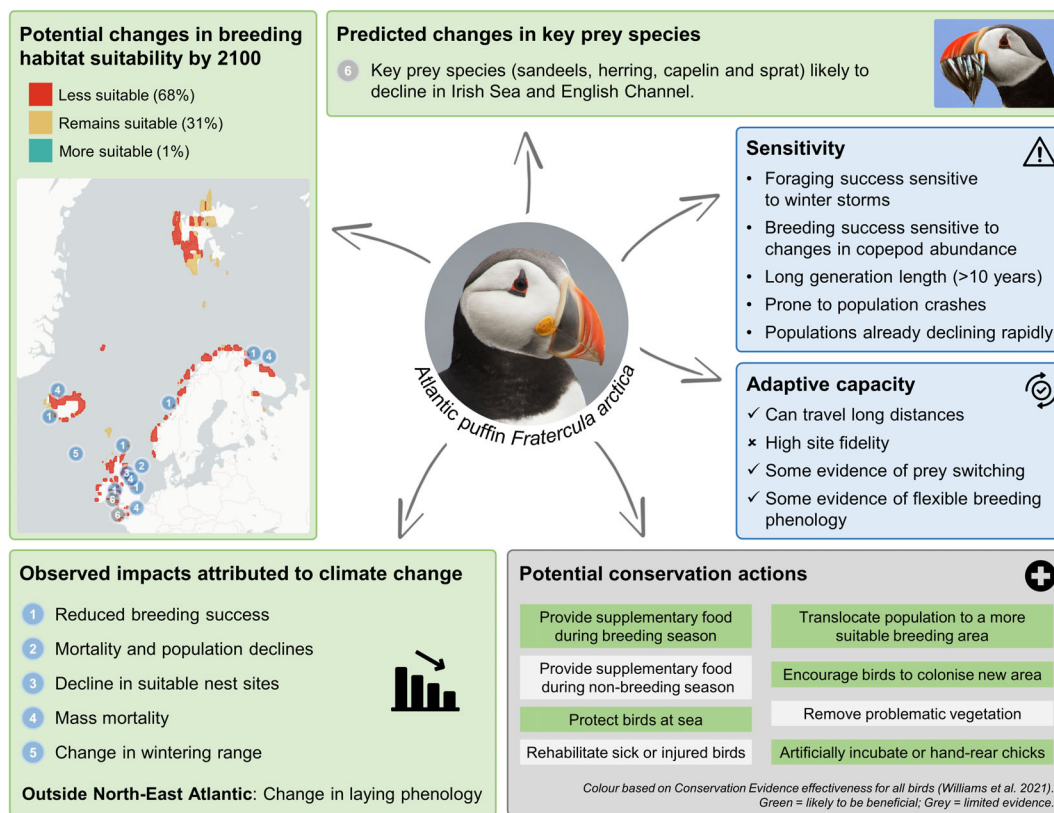 Potential changes in breeding
habitat suitability by 2100
Less suitable (68%)
Remains suitable (31%)
More suitable (1%)
1
4
4
1
1
5
1
2
4
6
Predicted changes in key prey species
6 Key prey species (sandeels, herring, capelin and sprat) likely to
decline in Irish Sea and English Channel.
Sensitivity
• Foraging success sensitive
to winter storms
• Breeding success sensitive to
changes in copepod abundance
• Long generation length (>10 years)
• Prone to population crashes
• Populations already declining rapidly
Atlantic puffin Fratercula arctica
Adaptive capacity
✓ Can travel long distances
× High site fidelity
✓ Some evidence of prey switching
✓ Some evidence of flexible breeding
phenology
Observed impacts attributed to climate change
1 Reduced breeding success
2 Mortality and population declines
3 Decline in suitable nest sites
4 Mass mortality
5 Change in wintering range
Outside North-East Atlantic: Change in laying phenology
Potential conservation actions
Provide supplementary food
during breeding season
Provide supplementary food
during non-breeding season
Protect birds at sea
Rehabilitate sick or injured birds
Translocate population to a more
suitable breeding area
Encourage birds to colonise new area
Remove problematic vegetation
Artificially incubate or hand-rear chicks
Colour based on Conservation Evidence effectiveness for all birds (Williams et al. 2021).
Green = likely to be beneficial; Grey = limited evidence.